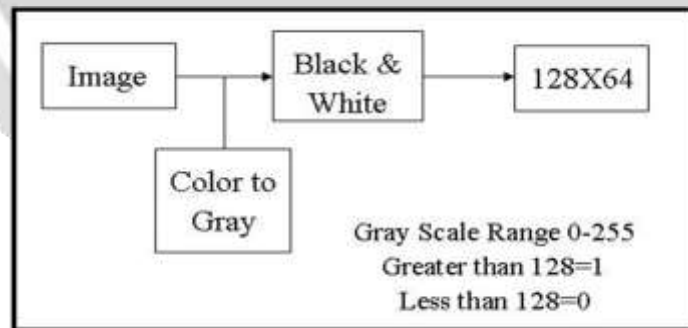 Image
Black &
White
128X64
Color to
Gray
Gray Scale Range 0-255
Greater than 128=1
Less than 128=0